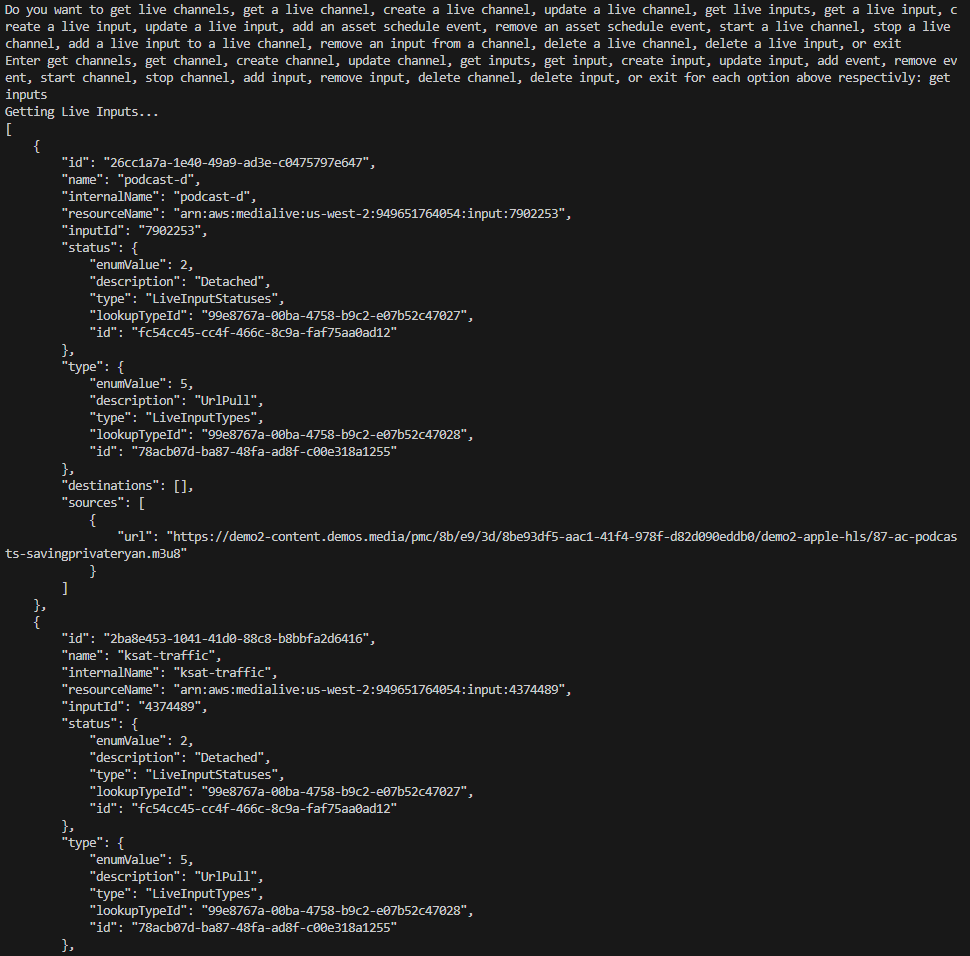 Do you want to get live channels, get a live channel, create a live channel, update a live channel, get live inputs, get a live input, c
reate a live input, update a live input, add an asset schedule event, remove an asset schedule event, start a live channel, stop a live
channel, add a live input to a live channel, remove an input from a channel, delete a live channel, delete a live input, or exit
Enter get channels, get channel, create channel, update channel, get inputs, get input, create input, update input, add event, remove ev
ent, start channel, stop channel, add input, remove input, delete channel, delete input, or exit for each option above respectivly: get
inputs
Getting Live Inputs...
[
    {
        "id": "26cc1a7a-1e40-49a9-ad3e-c0475797e647",
        "name": "podcast-d",
        "internalName": "podcast-d",
        "resourceName": "arn:aws:medialive:us-west-2:949651764054:input:7902253",
        "inputId": "7902253",
        "status": {
            "enumValue": 2,
            "description": "Detached",
            "type": "LiveInputStatuses",
            "lookupTypeId": "99e8767a-00ba-4758-b9c2-e07b52c47027",
            "id": "fc54cc45-cc4f-466c-8c9a-faf75aa0ad12"
        },
        "type": {
            "enumValue": 5,
            "description": "UrlPull",
            "type": "LiveInputTypes",
            "lookupTypeId": "99e8767a-00ba-4758-b9c2-e07b52c47028",
            "id": "78acb07d-ba87-48fa-ad8f-c00e318a1255"
        },
        "destinations": [],
        "sources": [
            {
                "url": "https://demo2-content.demos.media/pmc/8b/e9/3d/8be93df5-aac1-41f4-978f-d82d090eddb0/demo2-apple-hls/87-ac-podcas
ts-savingprivateryan.m3u8"
            }
        ]
    },
    {
        "id": "2ba8e453-1041-41d0-88c8-b8bbfa2d6416",
        "name": "ksat-traffic",
        "internalName": "ksat-traffic",
        "resourceName": "arn:aws:medialive:us-west-2:949651764054:input:4374489",
        "inputId": "4374489",
        "status": {
            "enumValue": 2,
            "description": "Detached",
            "type": "LiveInputStatuses",
            "lookupTypeId": "99e8767a-00ba-4758-b9c2-e07b52c47027",
            "id": "fc54cc45-cc4f-466c-8c9a-faf75aa0ad12"
        },
        "type": {
            "enumValue": 5,
            "description": "UrlPull",
            "type": "LiveInputTypes",
            "lookupTypeId": "99e8767a-00ba-4758-b9c2-e07b52c47028",
            "id": "78acb07d-ba87-48fa-ad8f-c00e318a1255"
        },